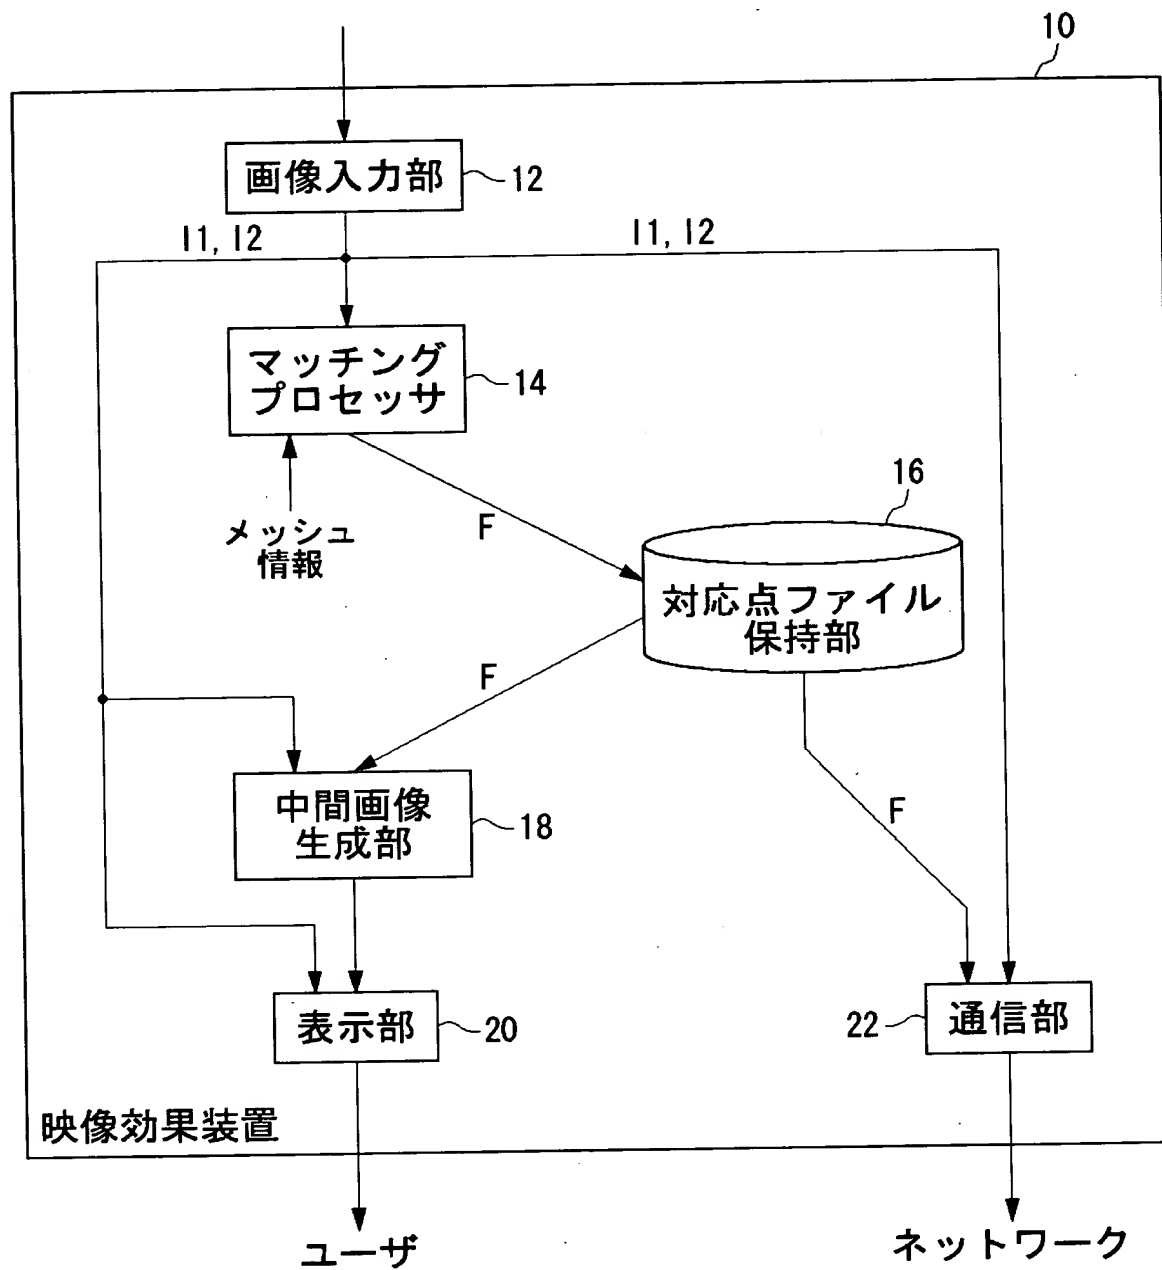 10
画像入力部
12
I1, I2
I1, I2
マッチング
プロセッサ
14
メッシュ
情報
F
16
対応点ファイル
保持部
F
中間画像
生成部
18
F
表示部
20
22
通信部
映像効果装置
ユーザ
ネットワーク